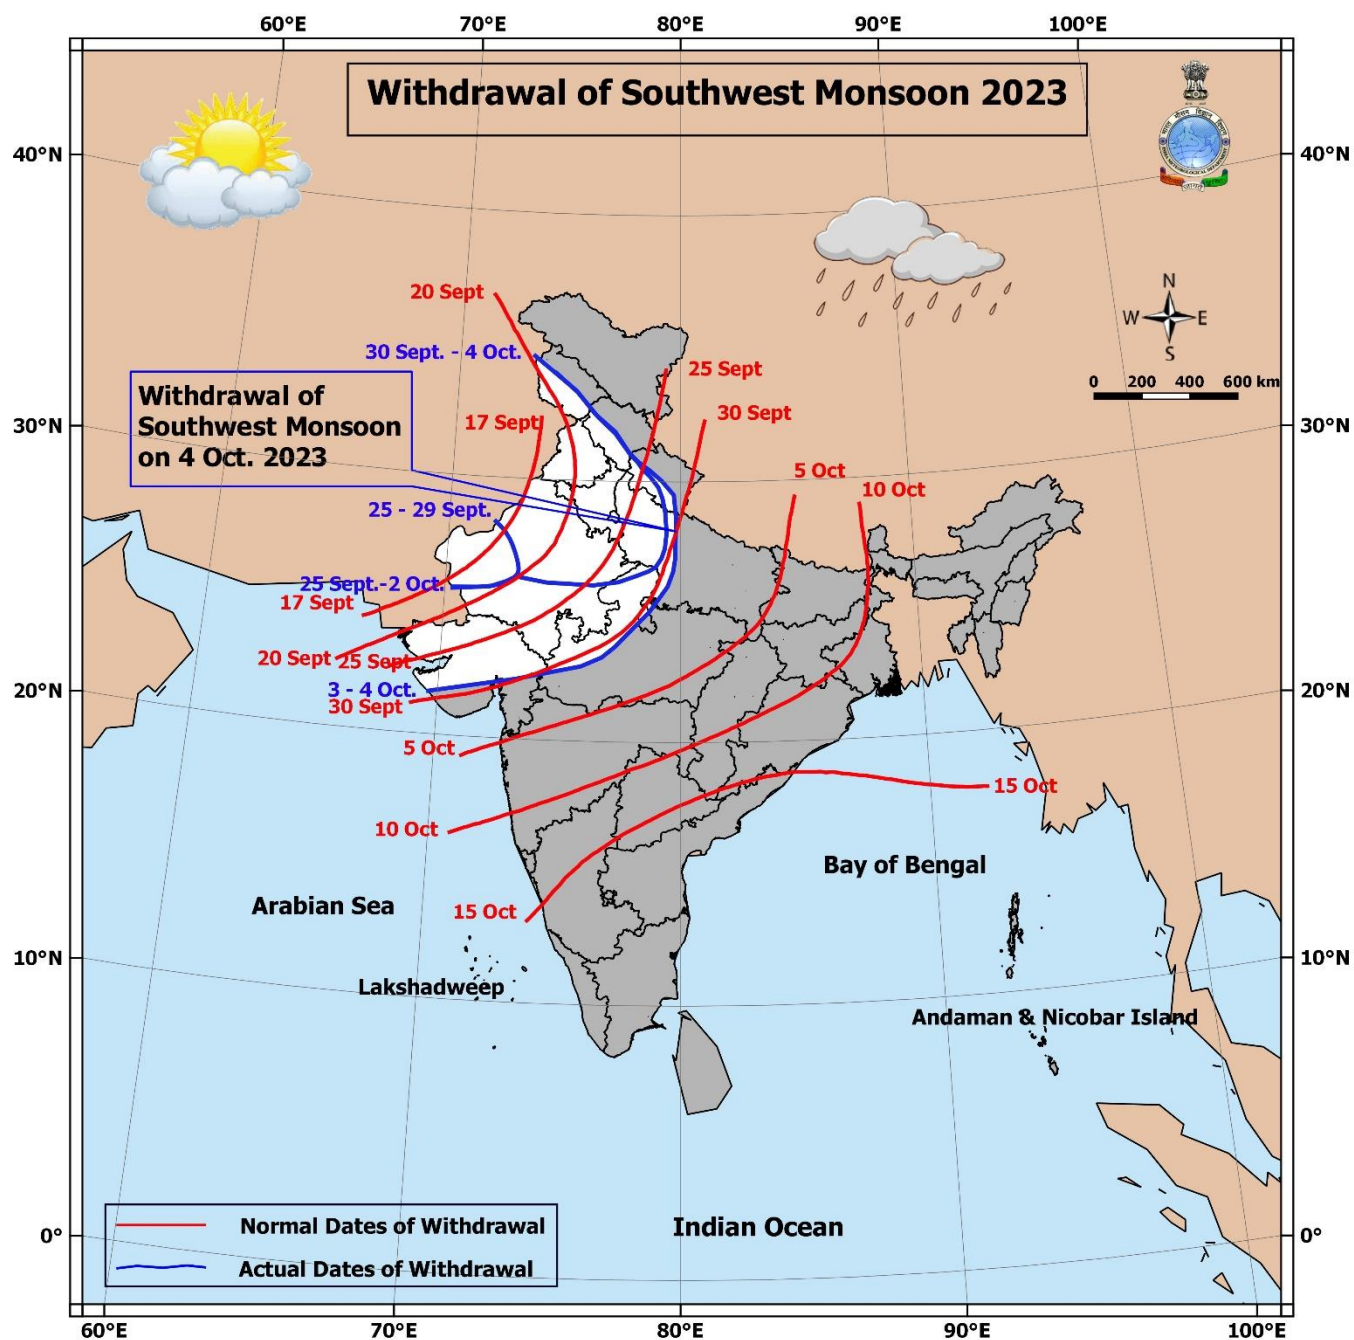 60°E 70°E 80°E 90°E 100°E
Withdrawal of Southwest Monsoon 2023
40°N 40°N
N
W E
S
20 Sept
30 Sept. - 4 Oct.
25 Sept
0 200 400 600 km
Withdrawal of
Southwest Monsoon
on 4 Oct. 2023
17 Sept
30 Sept
30°N 30°N
5 Oct
10 Oct
25 - 29 Sept.
25 Sept.-2 Oct.
17 Sept
20 Sept
25 Sept
3 - 4 Oct.
30 Sept
20°N 20°N
5 Oct
15 Oct
10 Oct
Bay of Bengal
Arabian Sea
15 Oct
10°N 10°N
Lakshadweep
Andaman & Nicobar Island
Normal Dates of Withdrawal
Indian Ocean
0° 0°
Actual Dates of Withdrawal
60°E 70°E 80°E 90°E 100°E